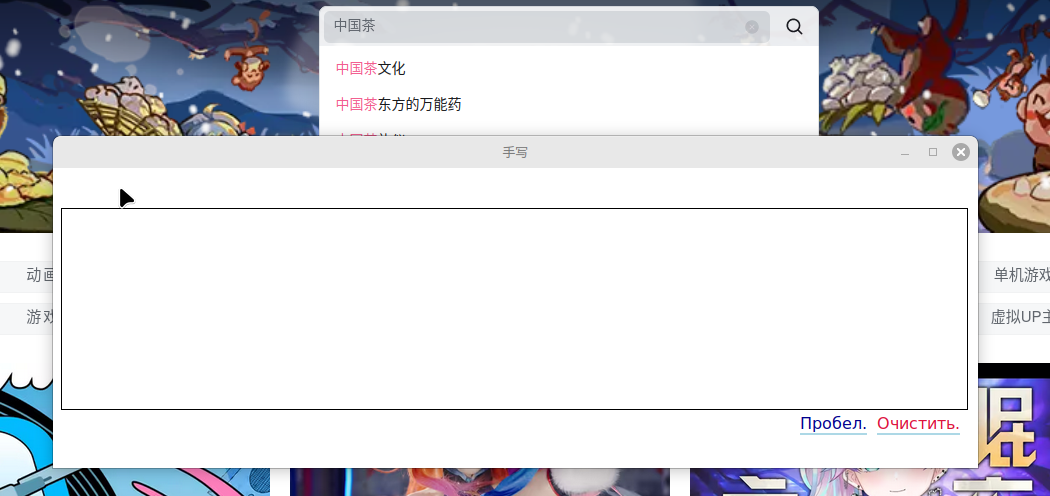 中国茶
中国茶文化
中国茶东方的万能药
手写
动画
单机游戏
游戏
虚拟UP主
Пробел. Очистить.